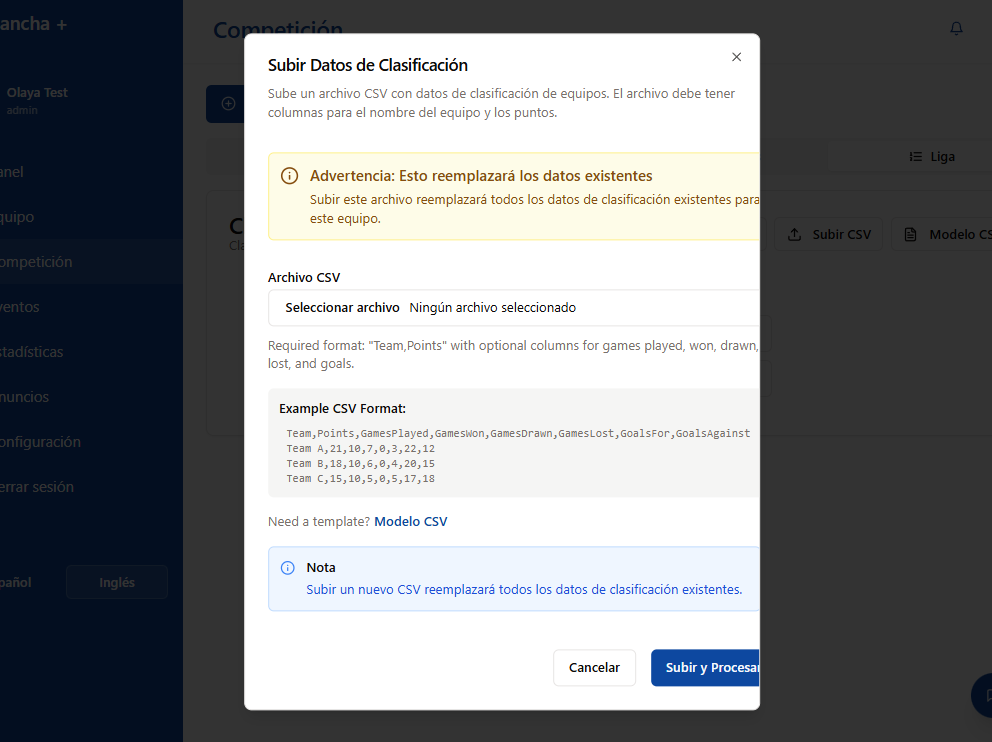 ancha +
Competición
Olaya Test
admin
anel
quipo
ompetición
ventos
stadísticas
nuncios
onfiguración
errar sesión
pañol
Inglés
Liga
C
Cla
Subir CSV
Modelo CS
Subir Datos de Clasificación
Sube un archivo CSV con datos de clasificación de equipos. El archivo debe tener
columnas para el nombre del equipo y los puntos.
Advertencia: Esto reemplazará los datos existentes
Subir este archivo reemplazará todos los datos de clasificación existentes para
este equipo.
Archivo CSV
Seleccionar archivo Ningún archivo seleccionado
Required format: "Team,Points" with optional columns for games played, won, drawn,
lost, and goals.
Example CSV Format:
Team,Points,GamesPlayed,GamesWon,GamesDrawn,GamesLost,GoalsFor,GoalsAgainst
Team A,21,10,7,0,3,22,12
Team B,18,10,6,0,4,20,15
Team C,15,10,5,0,5,17,18
Need a template? Modelo CSV
Nota
Subir un nuevo CSV reemplazará todos los datos de clasificación existentes.
Cancelar
Subir y Procesar